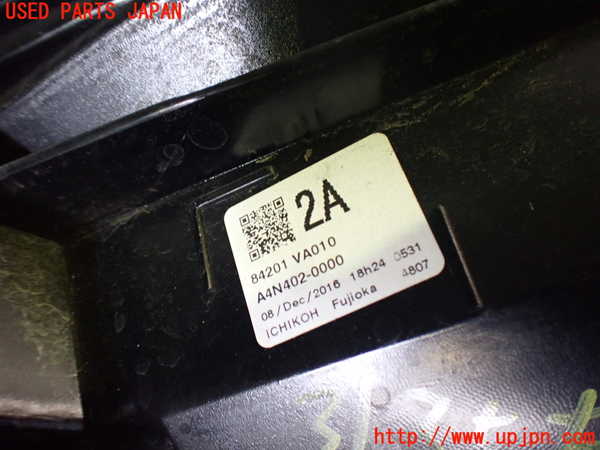 USED PARTS JAPAN
2A
84201 VA010
A4N402-0000
08/Dec/2016 18h24 0531
ICHIKOH Fujioka 4807
http://www.upjpn.com